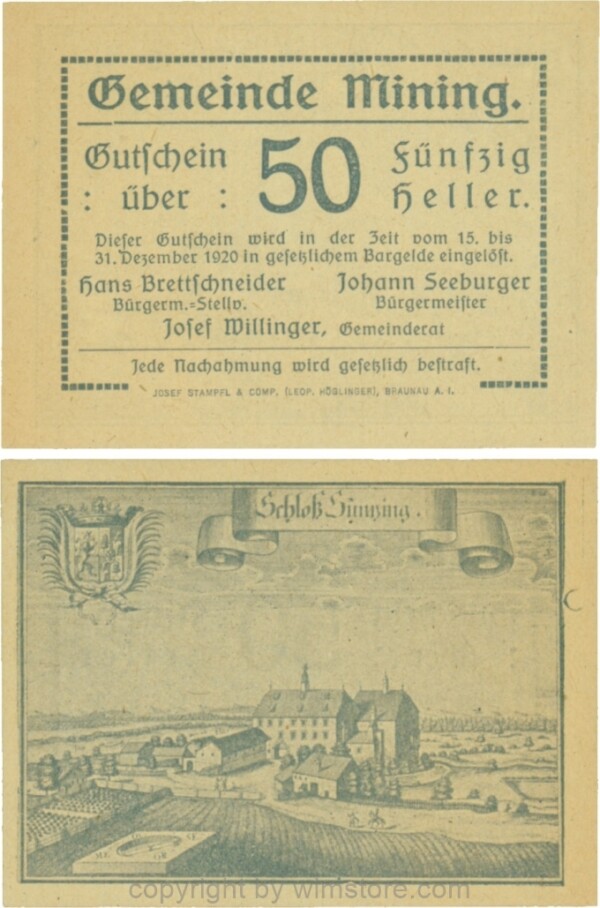 Gemeinde Mining.
Gutschein 50 Fünfzig
: über : Heller.
Dieser Gutschein wird in der Zeit vom 15. bis
31. Dezember 1920 in gesetzlichem Bargelde eingelöst.
Hans Brettschneider Johann Seeburger
Bürgerm.=Stellv. Bürgermeister
Josef Willinger, Gemeinderat
Jede Nachahmung wird gesetzlich bestraft.
JOSEF STAMPFL & COMP. (LEOP. HÖGLINGER), BRAUNAU A. I.
Schloß Sunzing.
copyright by wimstore.com